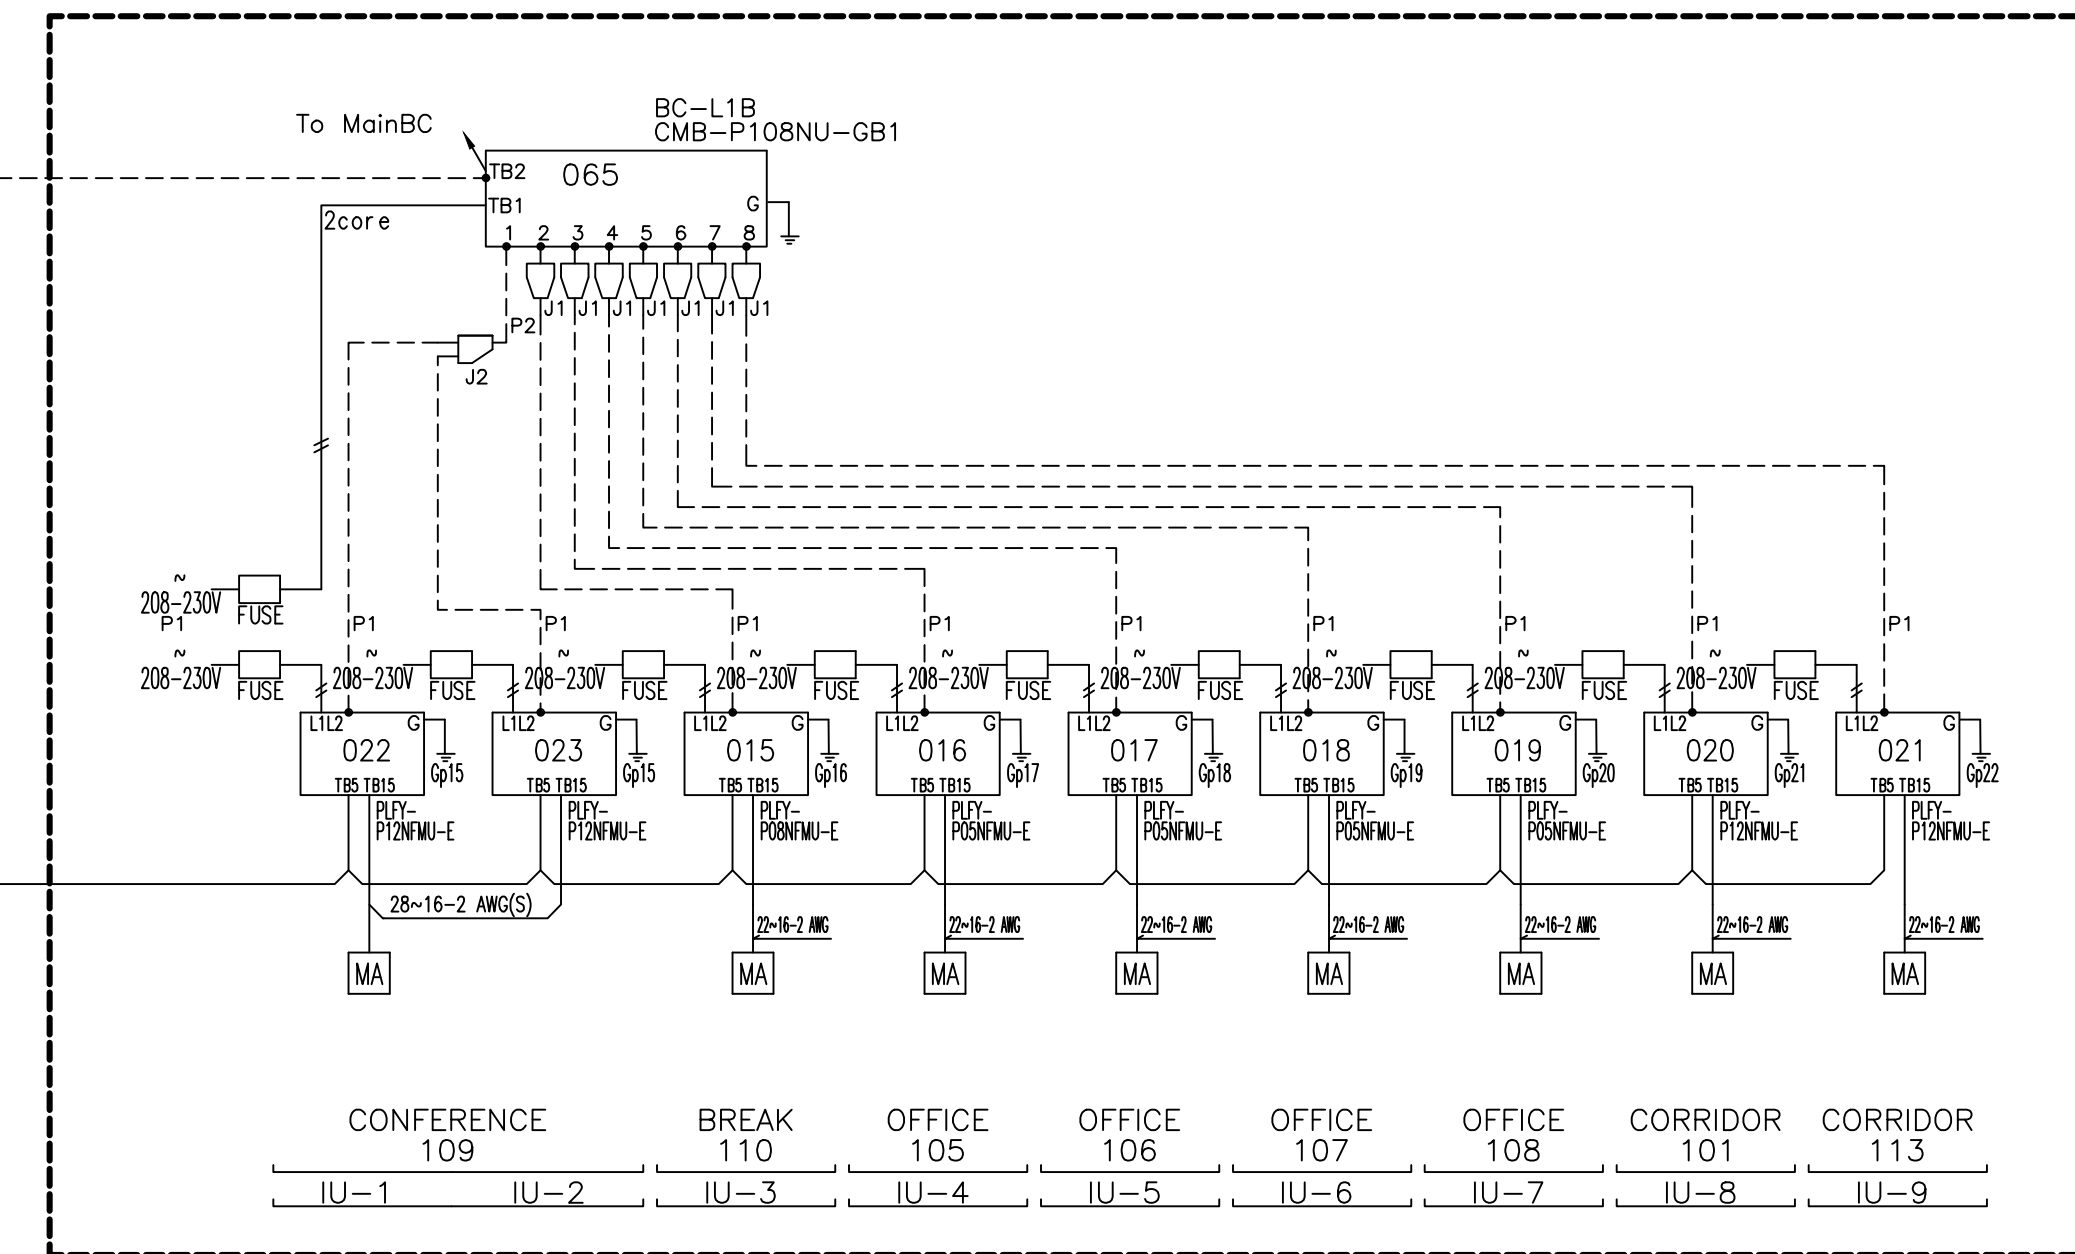 BC-L1B
To MainBC
CMB-P108NU-GB1
TB2 065
TB1 G
2core
1 2 3 4 5 6 7 8
J1 J1 J1 J1 J1 J1 J1
P2
J2
~
208-230V FUSE
P1 P1 P1 P1 P1 P1 P1 P1 P1 P1
~ ~ ~ ~ ~ ~ ~ ~ ~
208-230V 208-230V 208-230V 208-230V 208-230V 208-230V 208-230V 208-230V 208-230V
FUSE FUSE FUSE FUSE FUSE FUSE FUSE FUSE FUSE
L1L2 G L1L2 G L1L2 G L1L2 G L1L2 G L1L2 G L1L2 G L1L2 G L1L2 G
022 023 015 016 017 018 019 020 021
Gp15 Gp15 Gp16 Gp17 Gp18 Gp19 Gp20 Gp21 Gp22
TB5 TB15 TB5 TB15 TB5 TB15 TB5 TB15 TB5 TB15 TB5 TB15 TB5 TB15 TB5 TB15 TB5 TB15
PLFY- PLFY- PLFY- PLFY- PLFY- PLFY- PLFY- PLFY- PLFY-
P12NFMU-E P12NFMU-E P08NFMU-E P05NFMU-E P05NFMU-E P05NFMU-E P05NFMU-E P12NFMU-E P12NFMU-E
28~16-2 AWG(S)
22~16-2 AWG 22~16-2 AWG 22~16-2 AWG 22~16-2 AWG 22~16-2 AWG 22~16-2 AWG 22~16-2 AWG
MA MA MA MA MA MA MA MA
CONFERENCE BREAK OFFICE OFFICE OFFICE OFFICE CORRIDOR CORRIDOR
109 110 105 106 107 108 101 113
IU-1 IU-2 IU-3 IU-4 IU-5 IU-6 IU-7 IU-8 IU-9